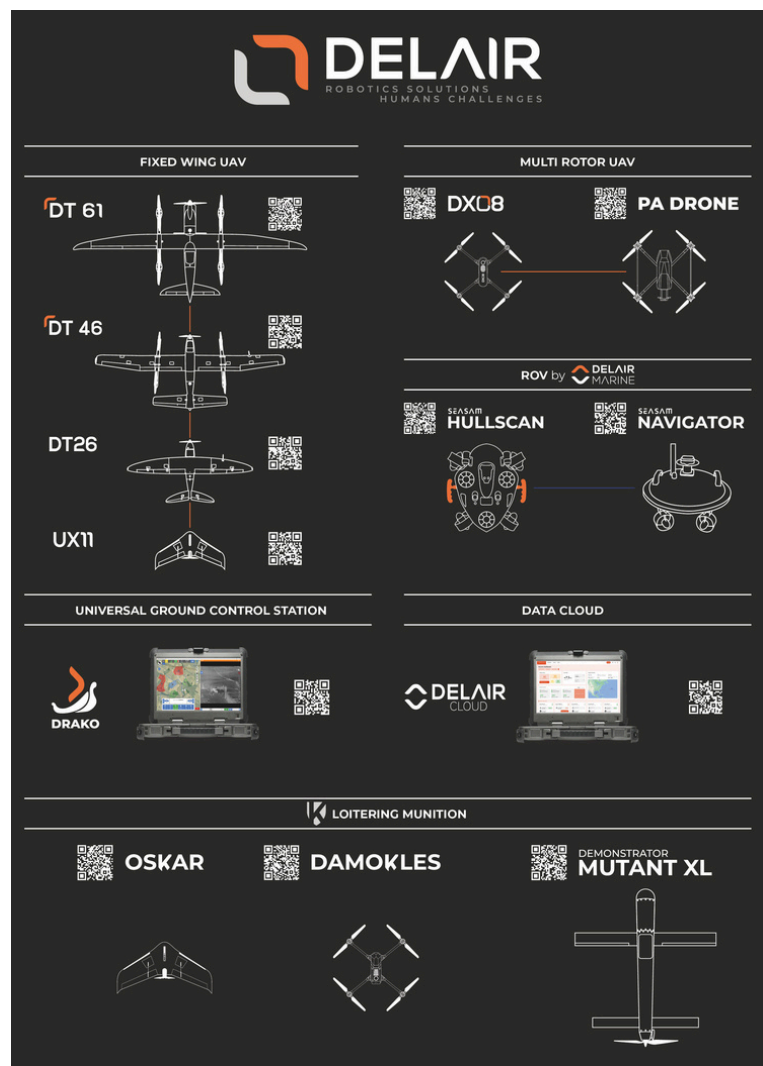 DELAIR
ROBOTICS SOLUTIONS
HUMANS CHALLENGES
FIXED WING UAV
DT 61
DT 46
DT26
UX11
MULTI ROTOR UAV
DX08
PA DRONE
ROV by DELAIR
MARINE
SEASAM
HULLSCAN
SEASAM
NAVIGATOR
UNIVERSAL GROUND CONTROL STATION
DRAKO
DATA CLOUD
DELAIR
CLOUD
LOITERING MUNITION
OSKAR
DAMOKLES
DEMONSTRATOR
MUTANT XL